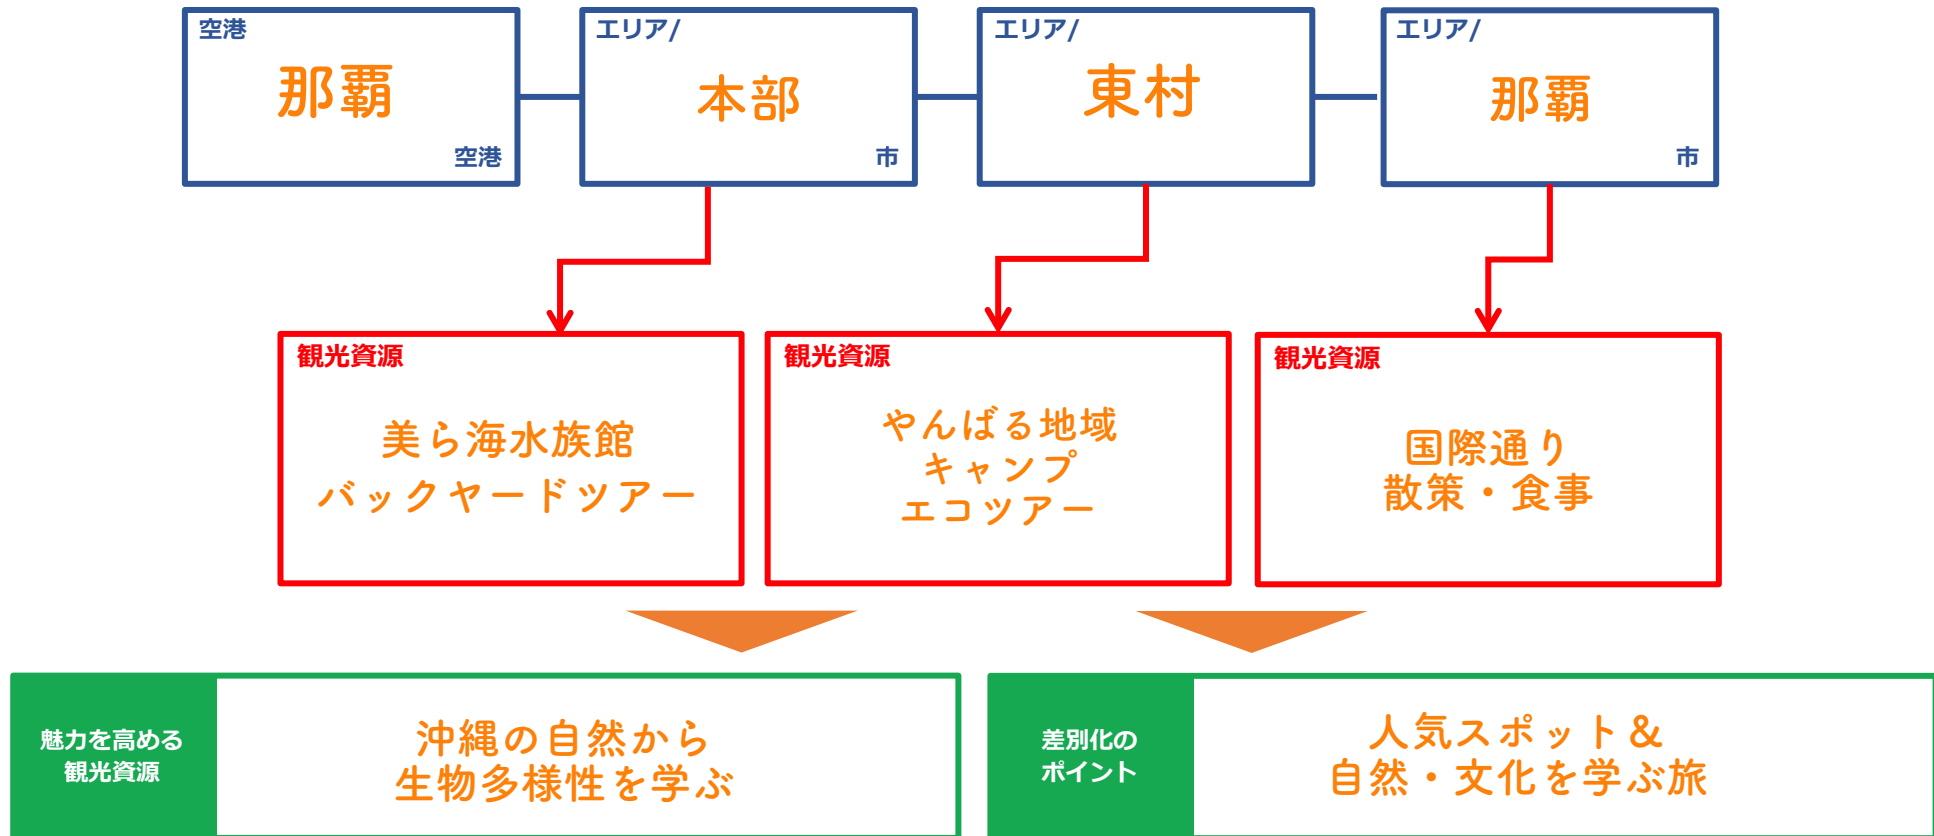 空港
那覇
空港
エリア/
本部
市
エリア/
東村
エリア/
那覇
市
観光資源
美ら海水族館
バックヤードツアー
観光資源
やんばる地域
キャンプ
エコツアー
観光資源
国際通り
散策・食事
魅力を高める
観光資源
沖縄の自然から
生物多様性を学ぶ
差別化の
ポイント
人気スポット＆
自然・文化を学ぶ旅